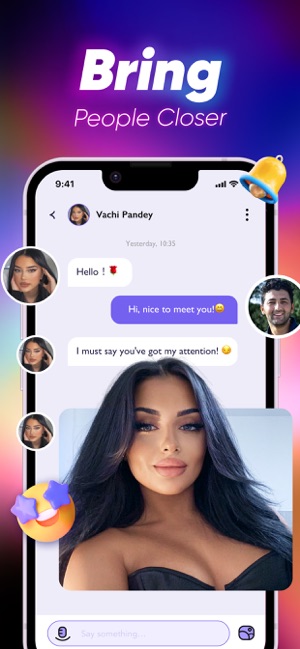 Bring
People Closer
9:41
Vachi Pandey
Yesterday, 10:35
Hello ! 🌹
Hi, nice to meet you!😄
I must say you've got my attention! 😏
Say something...